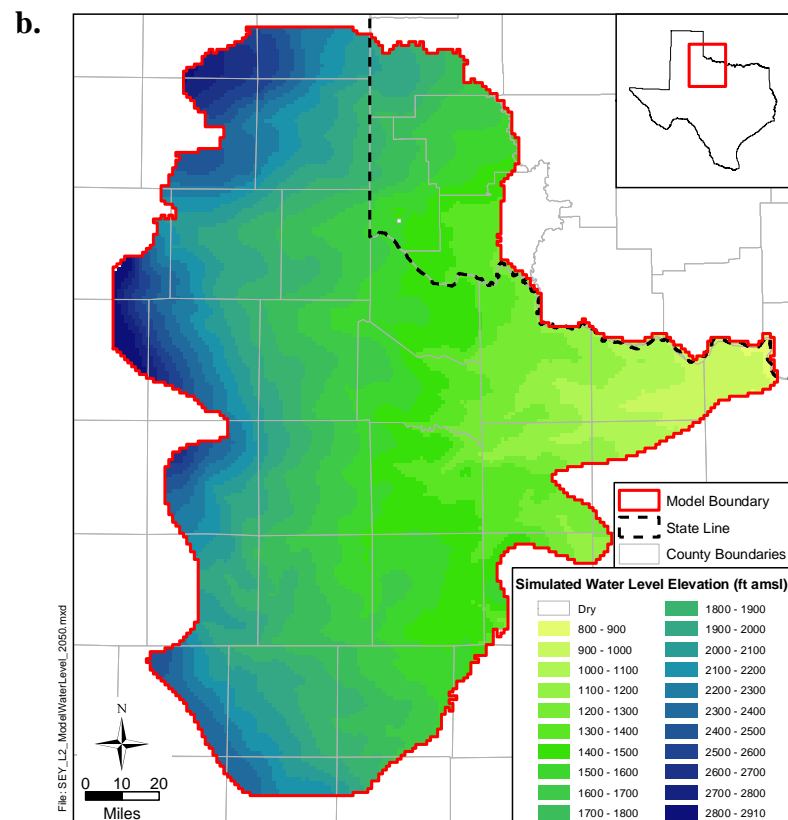 b.
Model Boundary
State Line
County Boundaries
Simulated Water Level Elevation (ft amsl)
Dry
800 - 900
900 - 1000
1000 - 1100
1100 - 1200
1200 - 1300
1300 - 1400
1400 - 1500
1500 - 1600
1600 - 1700
1700 - 1800
1800 - 1900
1900 - 2000
2000 - 2100
2100 - 2200
2200 - 2300
2300 - 2400
2400 - 2500
2500 - 2600
2600 - 2700
2700 - 2800
2800 - 2910
File: SEY_L2_ModelWaterLevel_2050.mxd
N
0 10 20
Miles